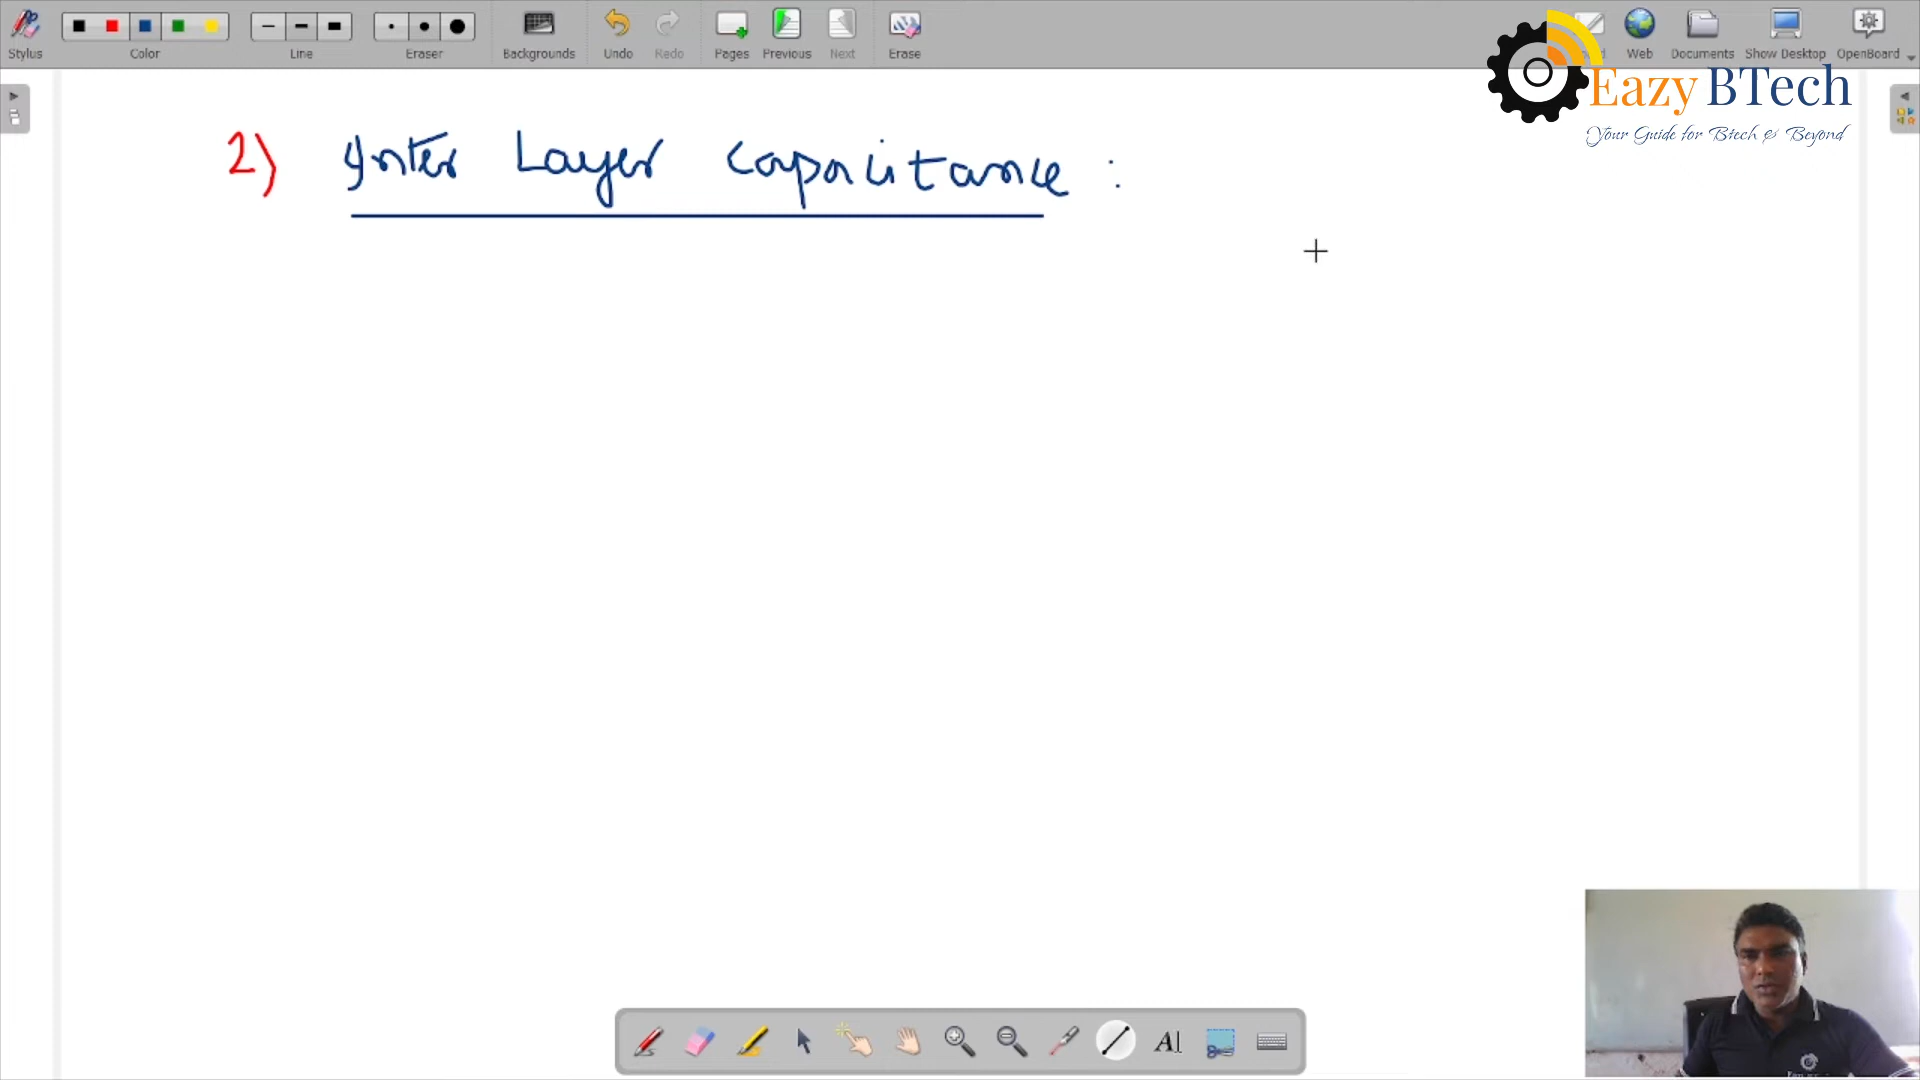 Stylus Color Line Eraser Backgrounds Undo Redo Pages Previous Next Erase Web Documents Show Desktop OpenBoard
Eazy BTech
Your Guide for Btech & Beyond
2) Inter Layer Capacitance :
AI